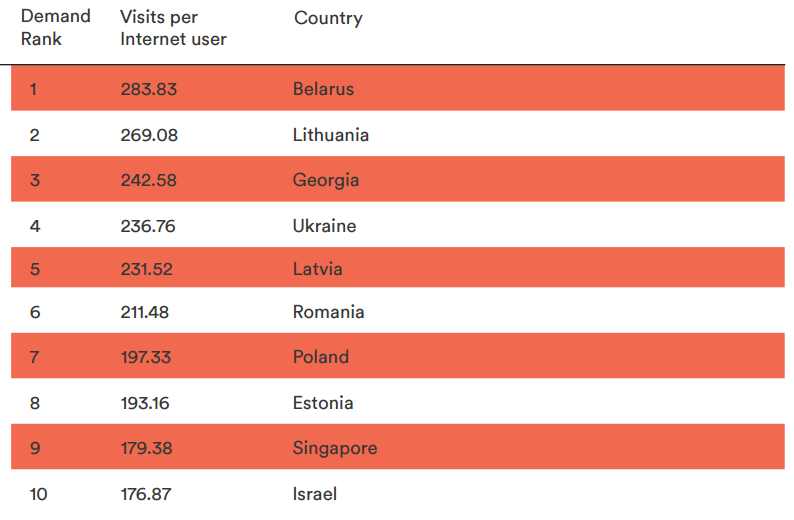 Demand Rank Visits per Internet user Country
1 283.83 Belarus
2 269.08 Lithuania
3 242.58 Georgia
4 236.76 Ukraine
5 231.52 Latvia
6 211.48 Romania
7 197.33 Poland
8 193.16 Estonia
9 179.38 Singapore
10 176.87 Israel